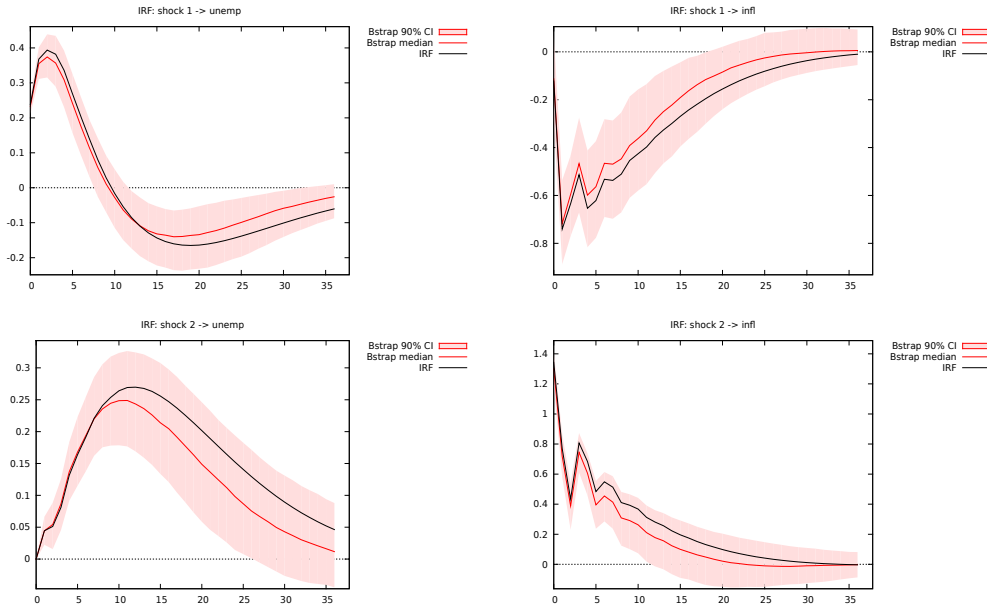 IRF: shock 1 -> unemp
Bstrap 90% CI
Bstrap median
IRF
0.4
0.3
0.2
0.1
0
-0.1
-0.2
0 5 10 15 20 25 30 35
IRF: shock 1 -> infl
Bstrap 90% CI
Bstrap median
IRF
0
-0.2
-0.4
-0.6
-0.8
0 5 10 15 20 25 30 35
IRF: shock 2 -> unemp
Bstrap 90% CI
Bstrap median
IRF
0.3
0.25
0.2
0.15
0.1
0.05
0
0 5 10 15 20 25 30 35
IRF: shock 2 -> infl
Bstrap 90% CI
Bstrap median
IRF
1.4
1.2
1
0.8
0.6
0.4
0.2
0
0 5 10 15 20 25 30 35